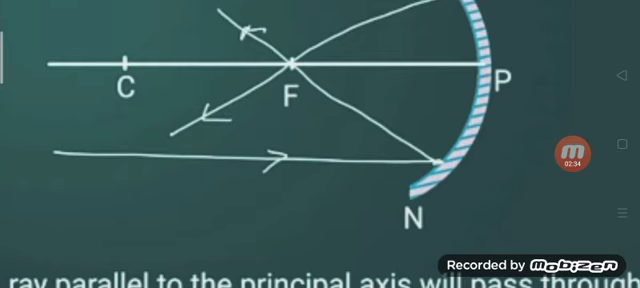 C
F
P
N
02:34
Recorded by mobizen
ray parallel to the principal axis will pass through